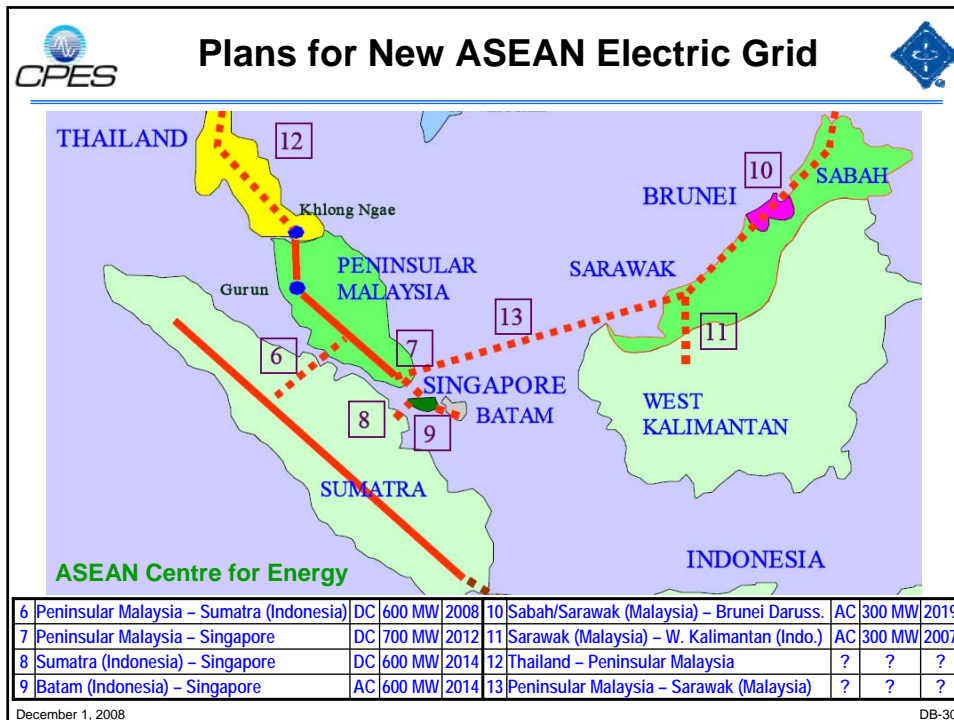 CPES
Plans for New ASEAN Electric Grid
THAILAND
12
Khlong Ngae
10
SABAH
BRUNEI
PENINSULAR
MALAYSIA
SARAWAK
Gurun
13
11
6
7
SINGAPORE
BATAM
8
9
WEST
KALIMANTAN
SUMATRA
INDONESIA
ASEAN Centre for Energy
6 Peninsular Malaysia – Sumatra (Indonesia) DC 600 MW 2008 10 Sabah/Sarawak (Malaysia) – Brunei Daruss. AC 300 MW 2019
7 Peninsular Malaysia – Singapore DC 700 MW 2012 11 Sarawak (Malaysia) – W. Kalimantan (Indo.) AC 300 MW 2007
8 Sumatra (Indonesia) – Singapore DC 600 MW 2014 12 Thailand – Peninsular Malaysia ? ? ?
9 Batam (Indonesia) – Singapore AC 600 MW 2014 13 Peninsular Malaysia – Sarawak (Malaysia) ? ? ?
December 1, 2008
DB-30